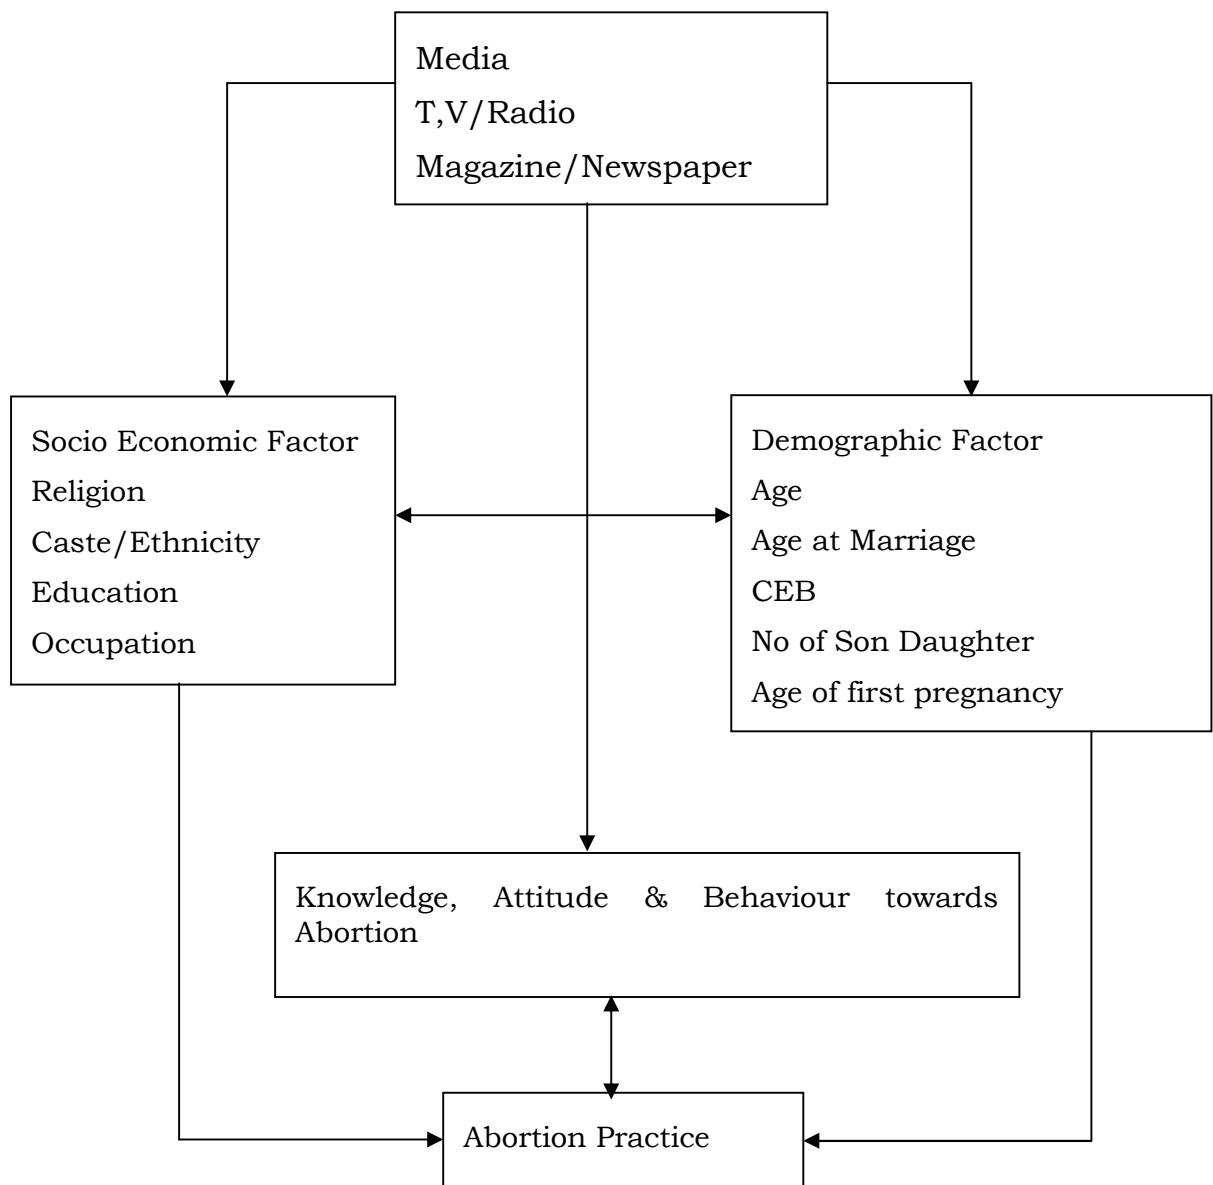 Media
T,V/Radio
Magazine/Newspaper
Socio Economic Factor
Religion
Caste/Ethnicity
Education
Occupation
Demographic Factor
Age
Age at Marriage
CEB
No of Son Daughter
Age of first pregnancy
Knowledge, Attitude & Behaviour towards
Abortion
Abortion Practice